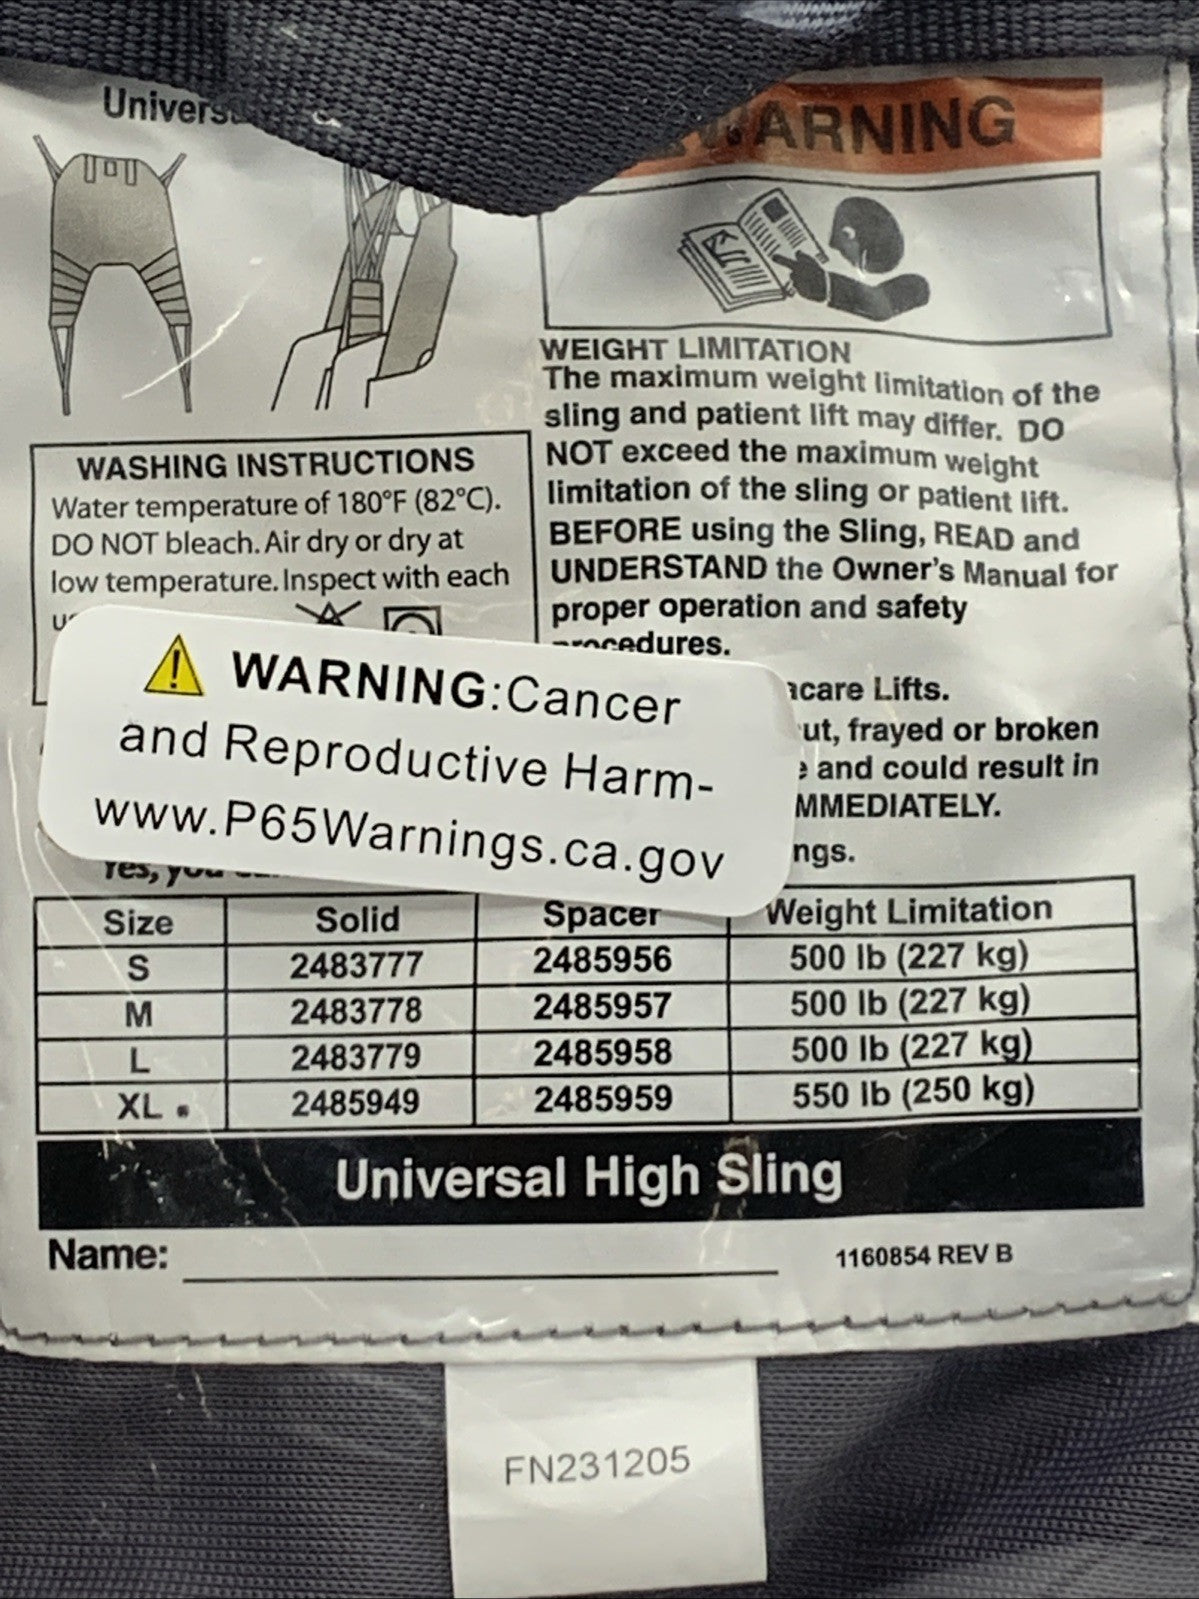 WARNING
WEIGHT LIMITATION
The maximum weight limitation of the
sling and patient lift may differ. DO
NOT exceed the maximum weight
limitation of the sling or patient lift.
BEFORE using the Sling, READ and
UNDERSTAND the Owner's Manual for
proper operation and safety
procedures.
Lifts.
frayed or broken
and could result in
IMMEDIATELY.
WASHING INSTRUCTIONS
Water temperature of 180°F (82°C).
DO NOT bleach. Air dry or dry at
low temperature. Inspect with each
WARNING:Cancer
and Reproductive Harm-
www.P65Warnings.ca.gov
Yes, you
Size Solid Spacer Weight Limitation
S 2483777 2485956 500 lb (227 kg)
M 2483778 2485957 500 lb (227 kg)
L 2483779 2485958 500 lb (227 kg)
XL 2485949 2485959 550 lb (250 kg)
Universal High Sling
Name:
1160854 REV B
FN231205